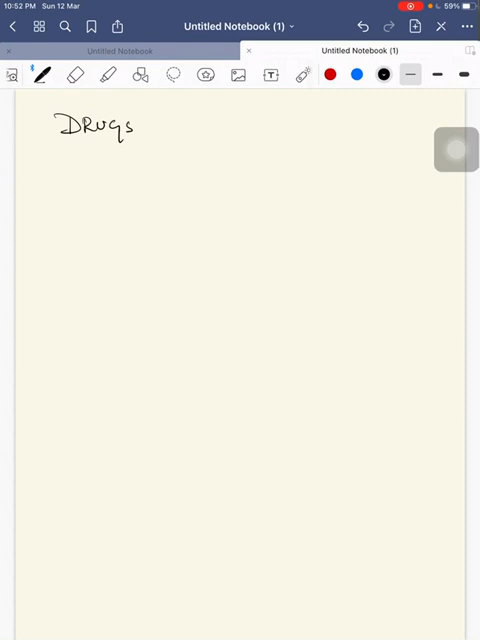 10:52 PM Sun 12 Mar 59%
Untitled Notebook (1)
Untitled Notebook Untitled Notebook (1)
DRUGS